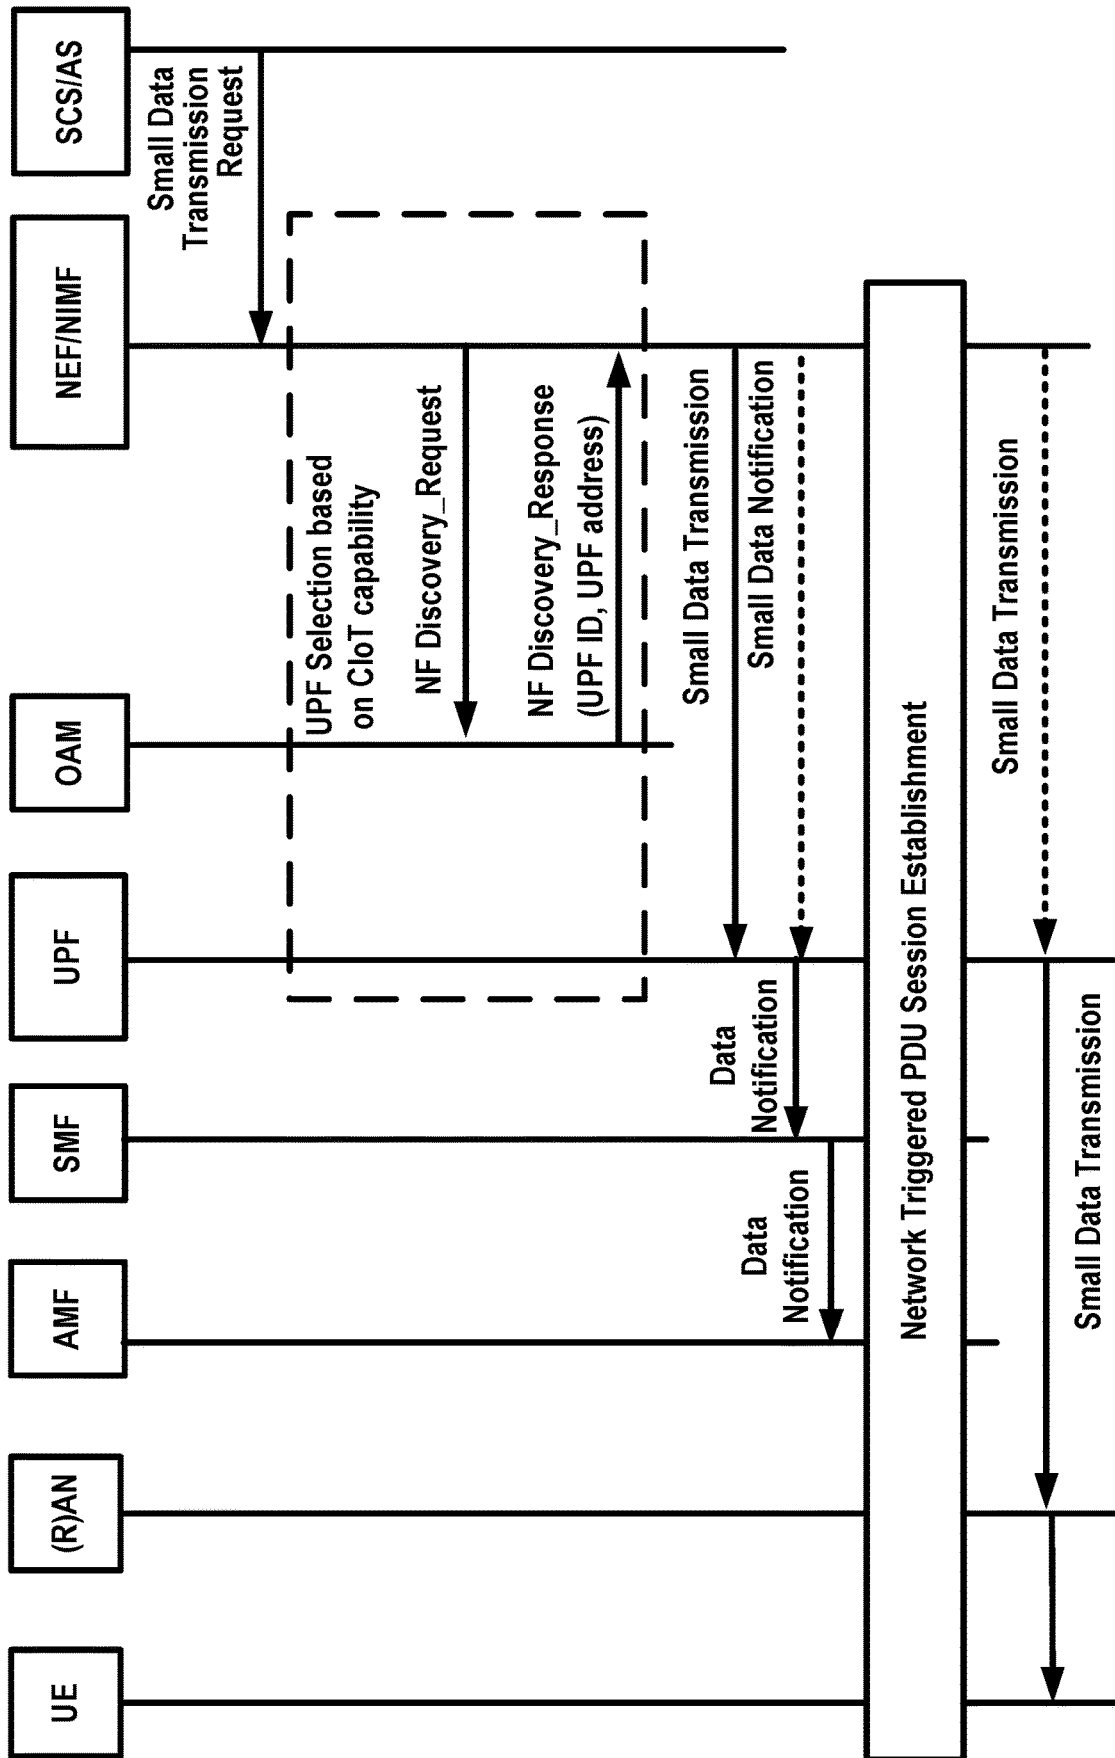 UE
(R)AN
AMF
SMF
UPF
OAM
NEF/NIMF
SCS/AS
Small Data
Transmission
Request
UPF Selection based
on CIoT capability
NF Discovery_Request
NF Discovery_Response
(UPF ID, UPF address)
Small Data Transmission
Small Data Notification
Data
Notification
Data
Notification
Network Triggered PDU Session Establishment
Small Data Transmission
Small Data Transmission